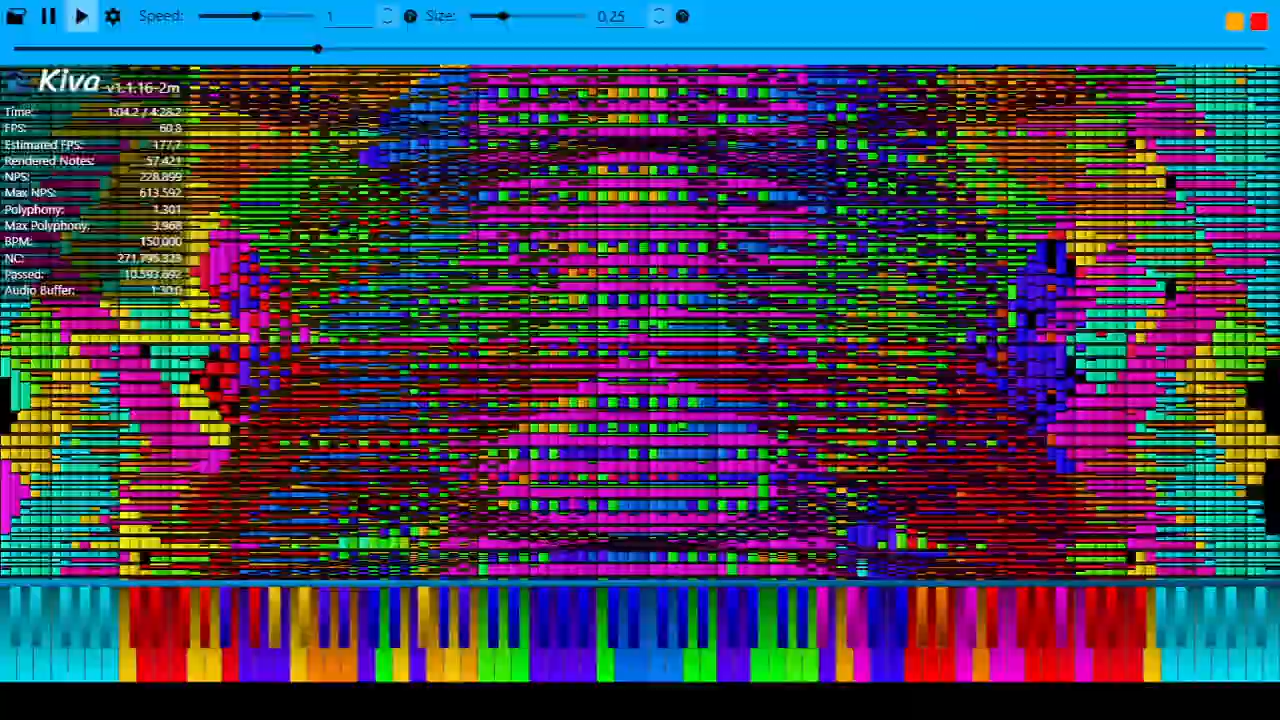 Speed: 1 Size: 0,25
Kiva v1.1.16-2m
Time: 1:04.2 / 4:28.2
FPS: 60.8
Estimated FPS: 177,7
Rendered Notes: 57.421
NPS: 228.899
Max NPS: 613.592
Polyphony: 1.301
Max Polyphony: 3.968
BPM: 150,000
NC: 271.795.323
Passed: 10.593.692
Audio Buffer: 1:30.0